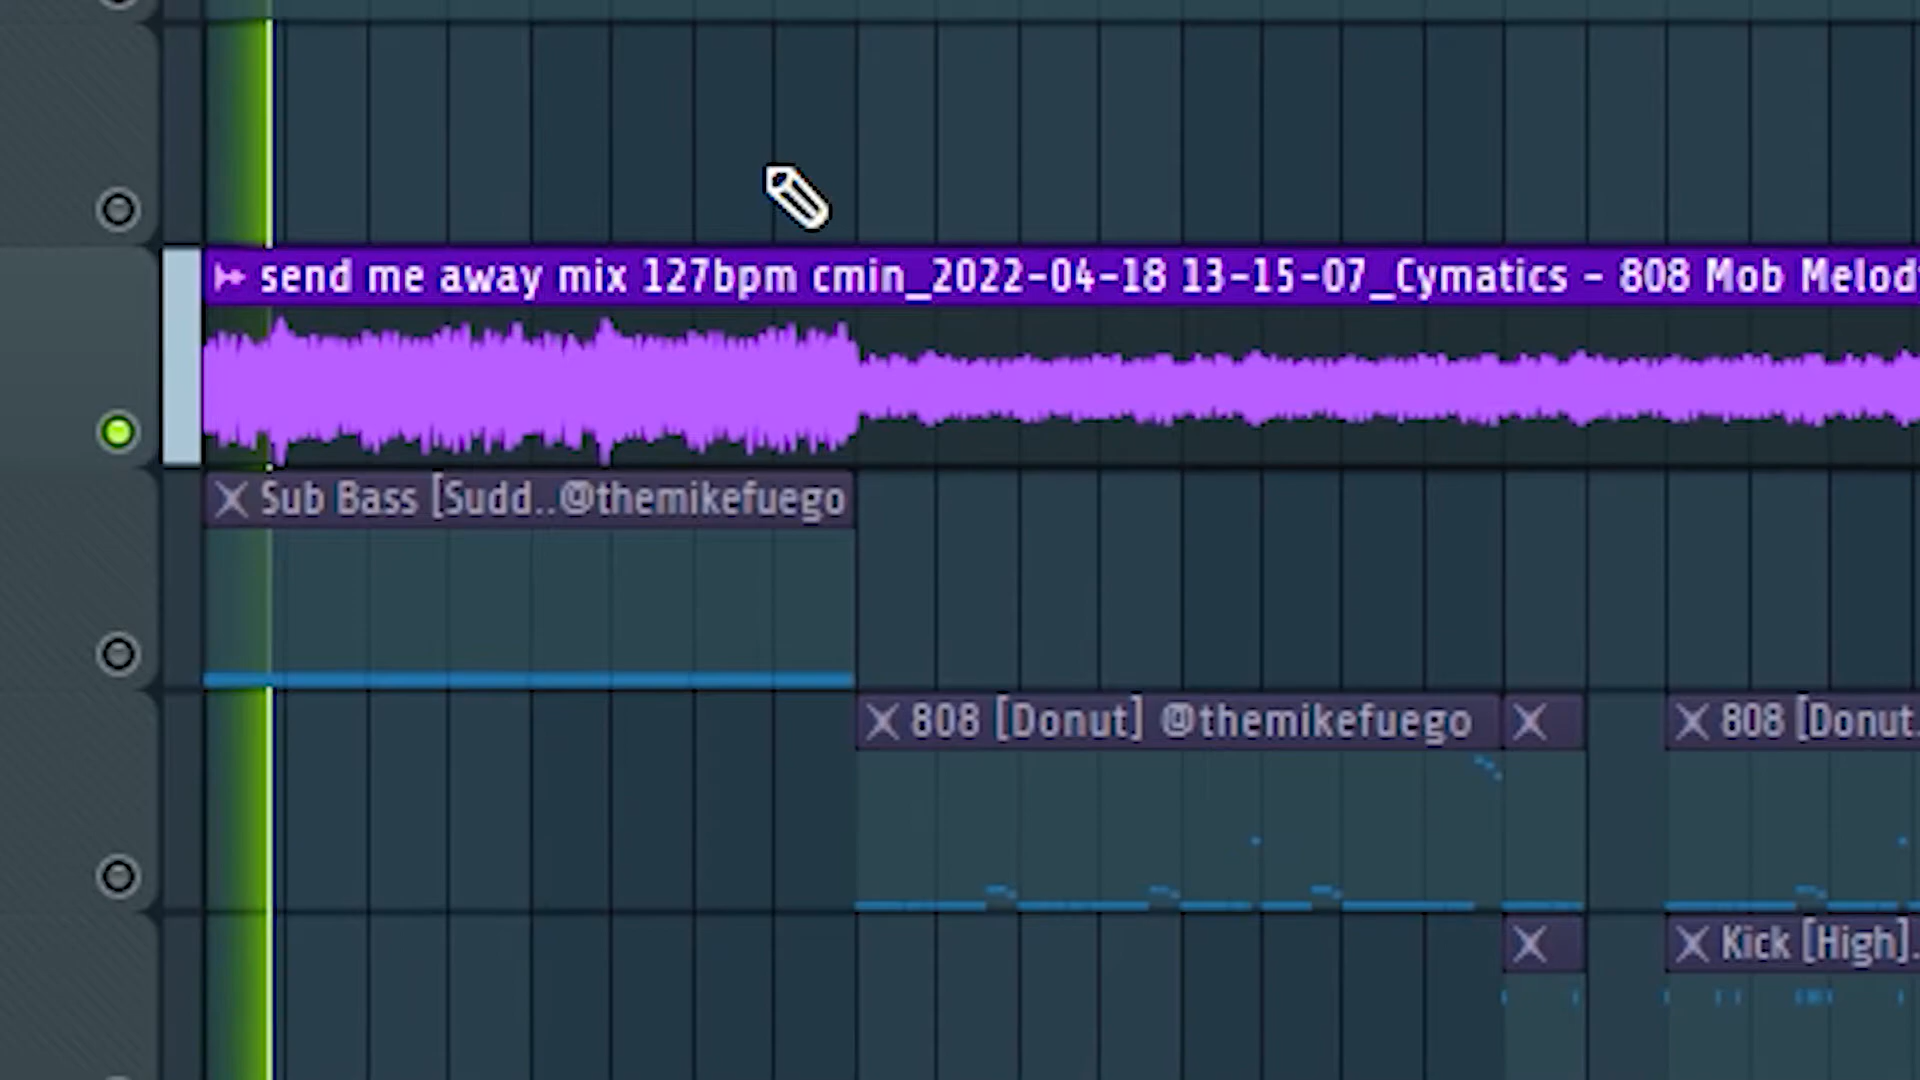 send me away mix 127bpm cmin_2022-04-18 13-15-07_Cymatics - 808 Mob Melod
Sub Bass [Sudd..@themikefuego
808 [Donut] @themikefuego
808 [Donut.
Kick [High].